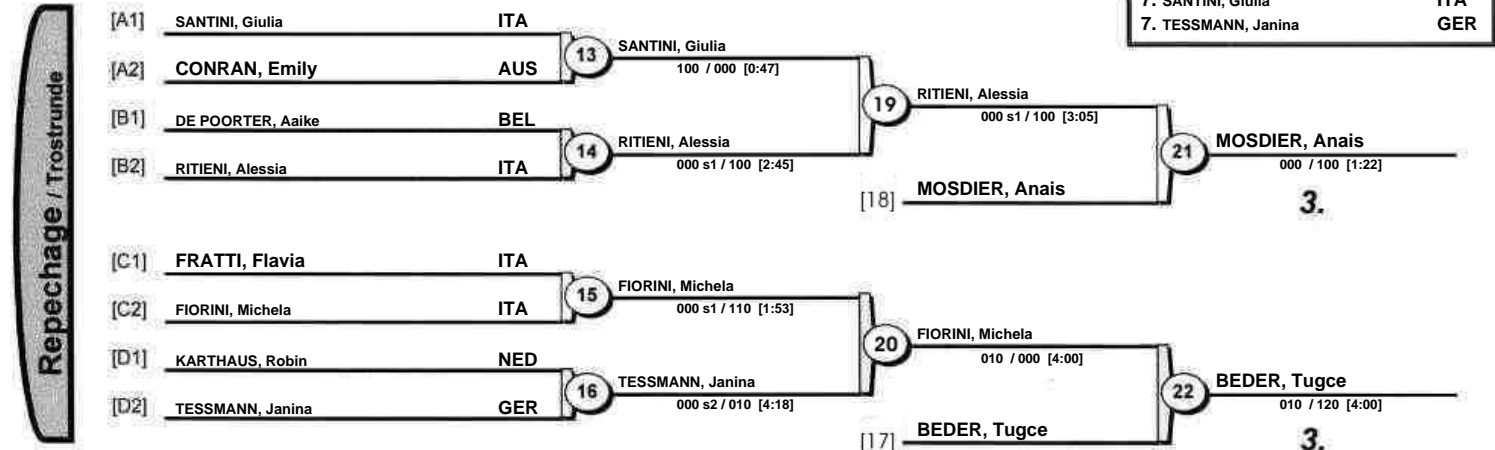 7. SANTINI, Giulia ITA
7. TESSMANN, Janina GER
Repechage / Trostrunde
[A1] SANTINI, Giulia ITA
[A2] CONRAN, Emily AUS
13 SANTINI, Giulia
100 / 000 [0:47]
[B1] DE POORTER, Aaike BEL
[B2] RITIENI, Alessia ITA
14 RITIENI, Alessia
000 s1 / 100 [2:45]
19 RITIENI, Alessia
000 s1 / 100 [3:05]
[18] MOSDIER, Anais
21 MOSDIER, Anais
000 / 100 [1:22]
3.
[C1] FRATTI, Flavia ITA
[C2] FIORINI, Michela ITA
15 FIORINI, Michela
000 s1 / 110 [1:53]
[D1] KARTHAUS, Robin NED
[D2] TESSMANN, Janina GER
16 TESSMANN, Janina
000 s2 / 010 [4:18]
20 FIORINI, Michela
010 / 000 [4:00]
[17] BEDER, Tugce
22 BEDER, Tugce
010 / 120 [4:00]
3.